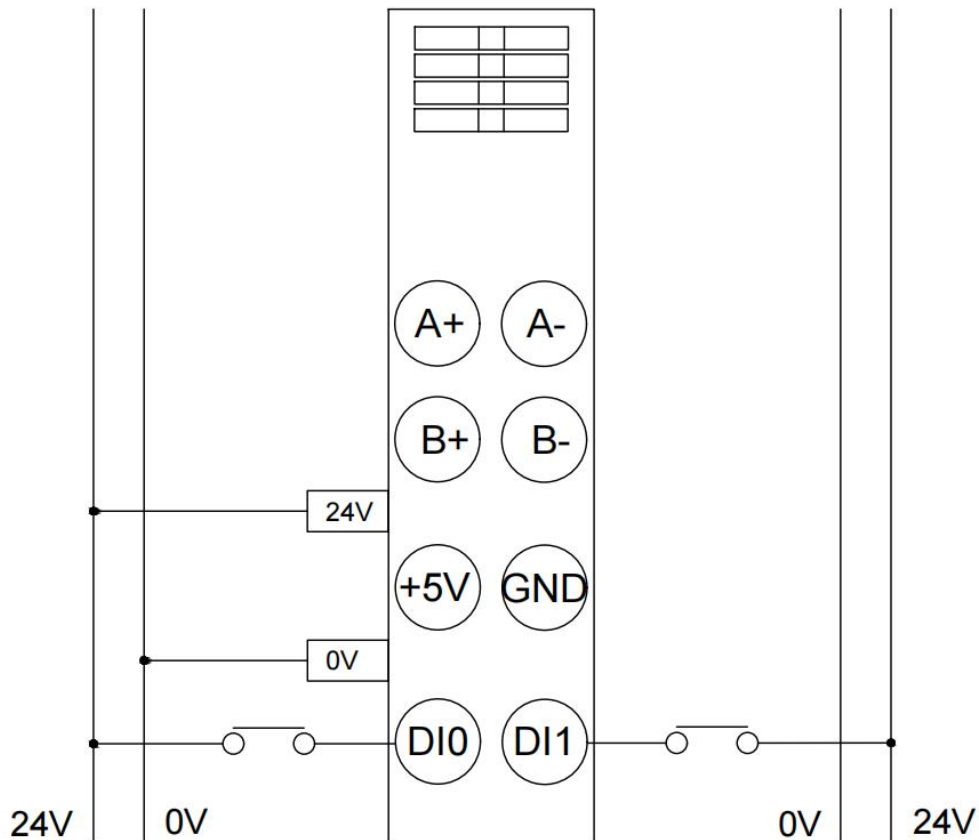 A+ A-
B+ B-
24V
+5V GND
0V
DI0 DI1
24V 0V 0V 24V